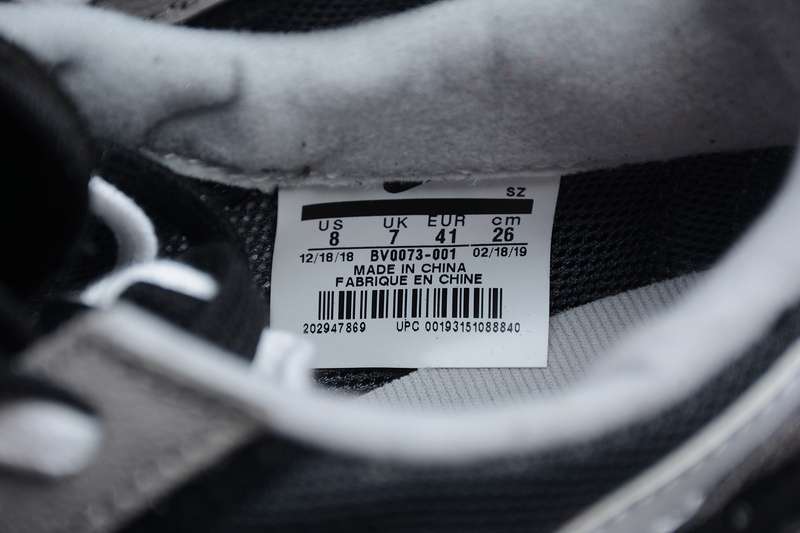 SZ
US UK EUR cm
8 7 41 26
12/18/18 BV0073-001 02/18/19
MADE IN CHINA
FABRIQUE EN CHINE
202947869 UPC 00193151088840